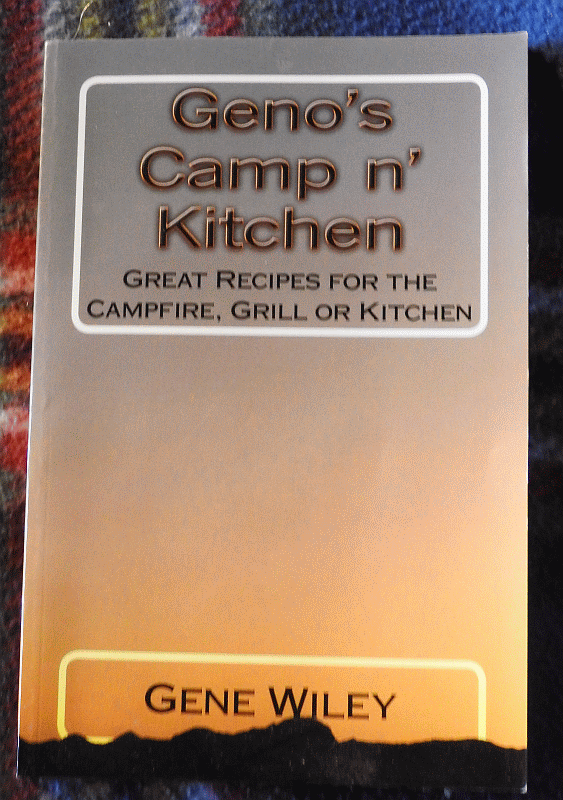 Geno's
Camp n'
Kitchen
GREAT RECIPES FOR THE
CAMPFIRE, GRILL OR KITCHEN
GENE WILEY